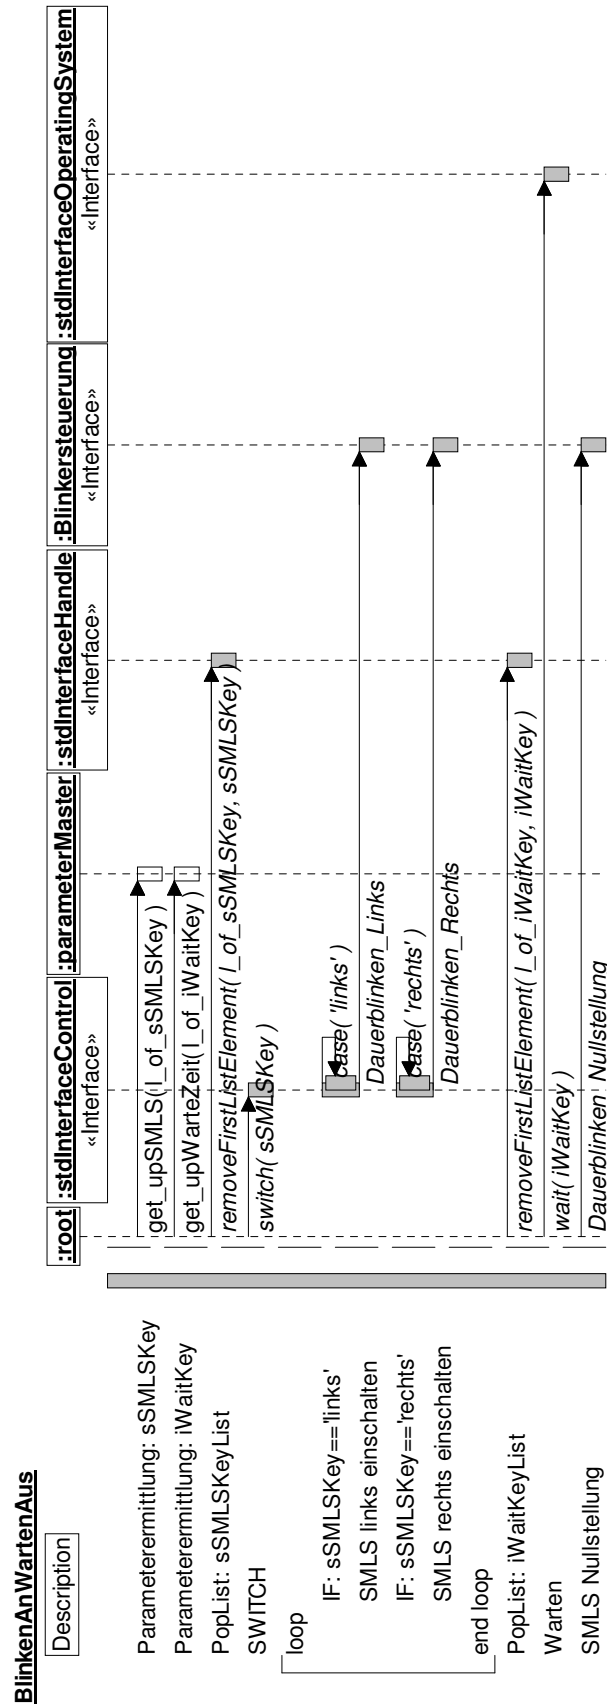 BlinkenAnWartenAus
Description
:root
:stdInterfaceControl
«Interface»
:parameterMaster
:stdInterfaceHandle
«Interface»
:Blinkersteuerung
«Interface»
:stdInterfaceOperatingSystem
«Interface»
Parameterermittlung: sSMLSKey
get_upSMLS( l_of_sSMLSKey )
Parameterermittlung: iWaitKey
get_upWarteZeit( l_of_iWaitKey )
PopList: sSMLSKeyList
removeFirstListElement( l_of_sSMLSKey, sSMLSKey )
SWITCH
switch( sSMLSKey )
loop
IF: sSMLSKey=='links'
case( 'links' )
SMLS links einschalten
Dauerblinken_Links
IF: sSMLSKey=='rechts'
case( 'rechts' )
SMLS rechts einschalten
Dauerblinken_Rechts
end loop
PopList: iWaitKeyList
removeFirstListElement( l_of_iWaitKey, iWaitKey )
Warten
wait( iWaitKey )
SMLS Nullstellung
Dauerblinken_Nullstellung